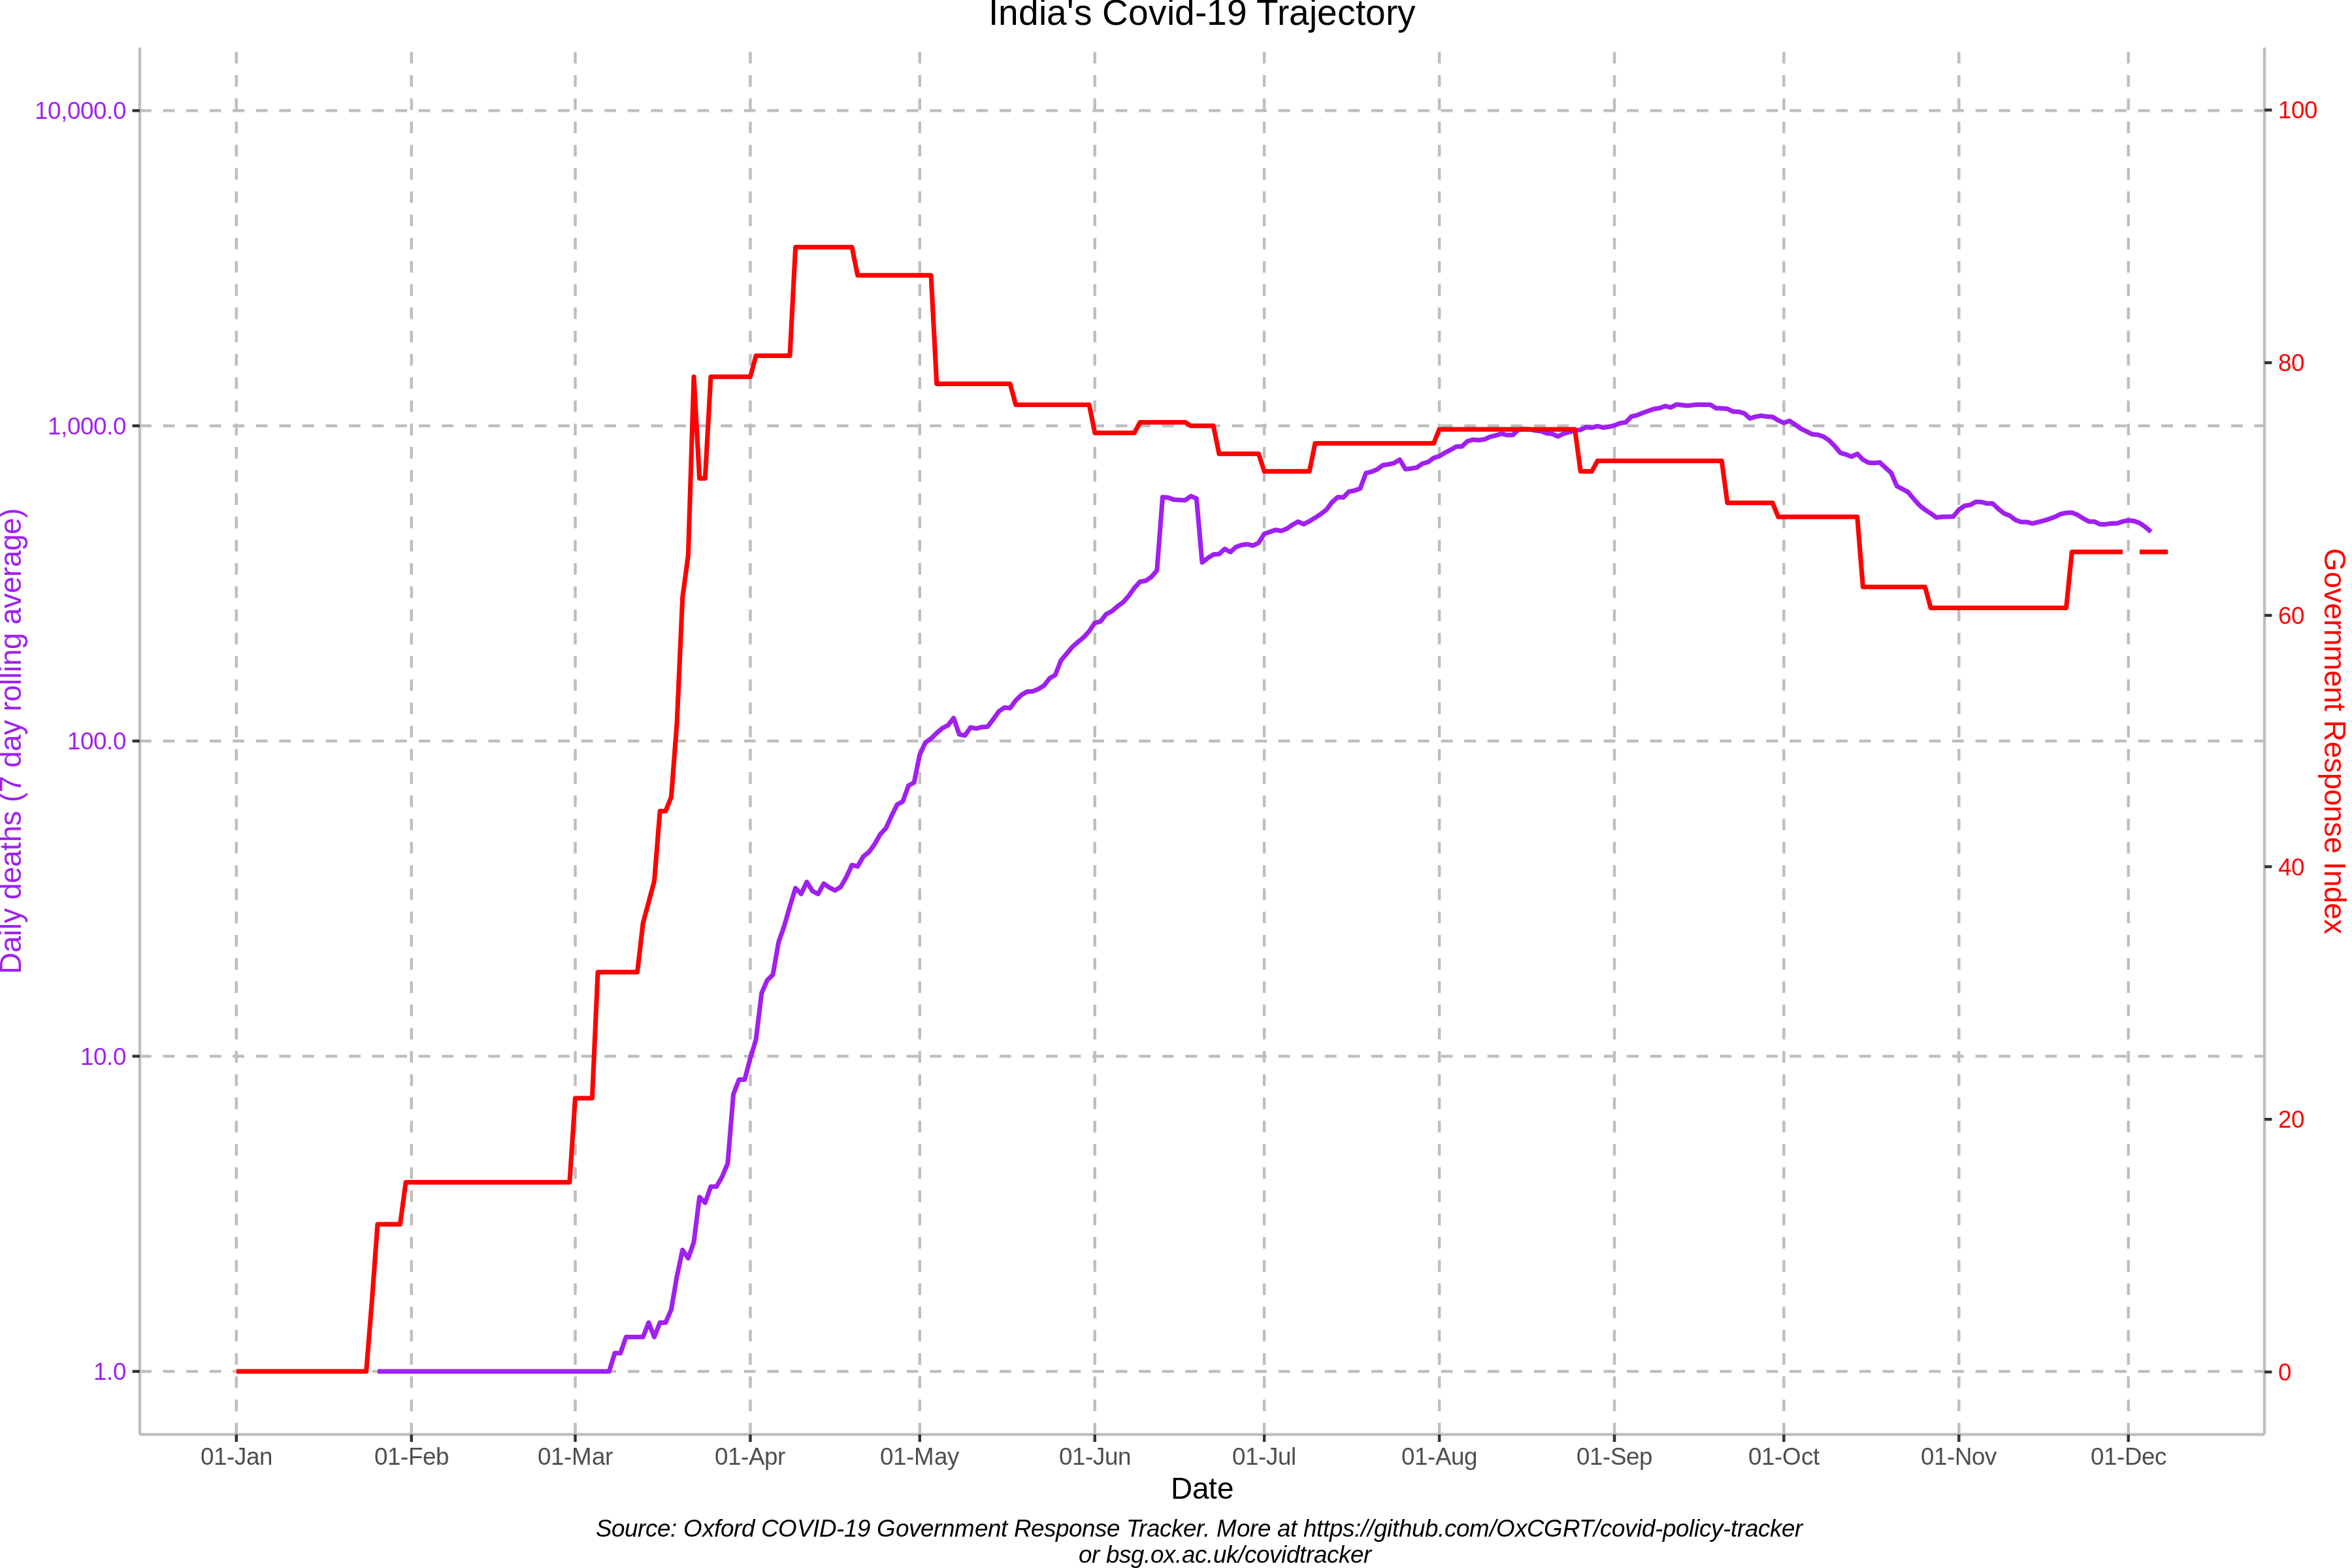 India's Covid-19 Trajectory
10,000.0
1,000.0
100.0
10.0
1.0
Daily deaths (7 day rolling average)
100
80
60
40
20
0
Government Response Index
01-Jan 01-Feb 01-Mar 01-Apr 01-May 01-Jun 01-Jul 01-Aug 01-Sep 01-Oct 01-Nov 01-Dec
Date
Source: Oxford COVID-19 Government Response Tracker. More at https://github.com/OxCGRT/covid-policy-tracker
or bsg.ox.ac.uk/covidtracker